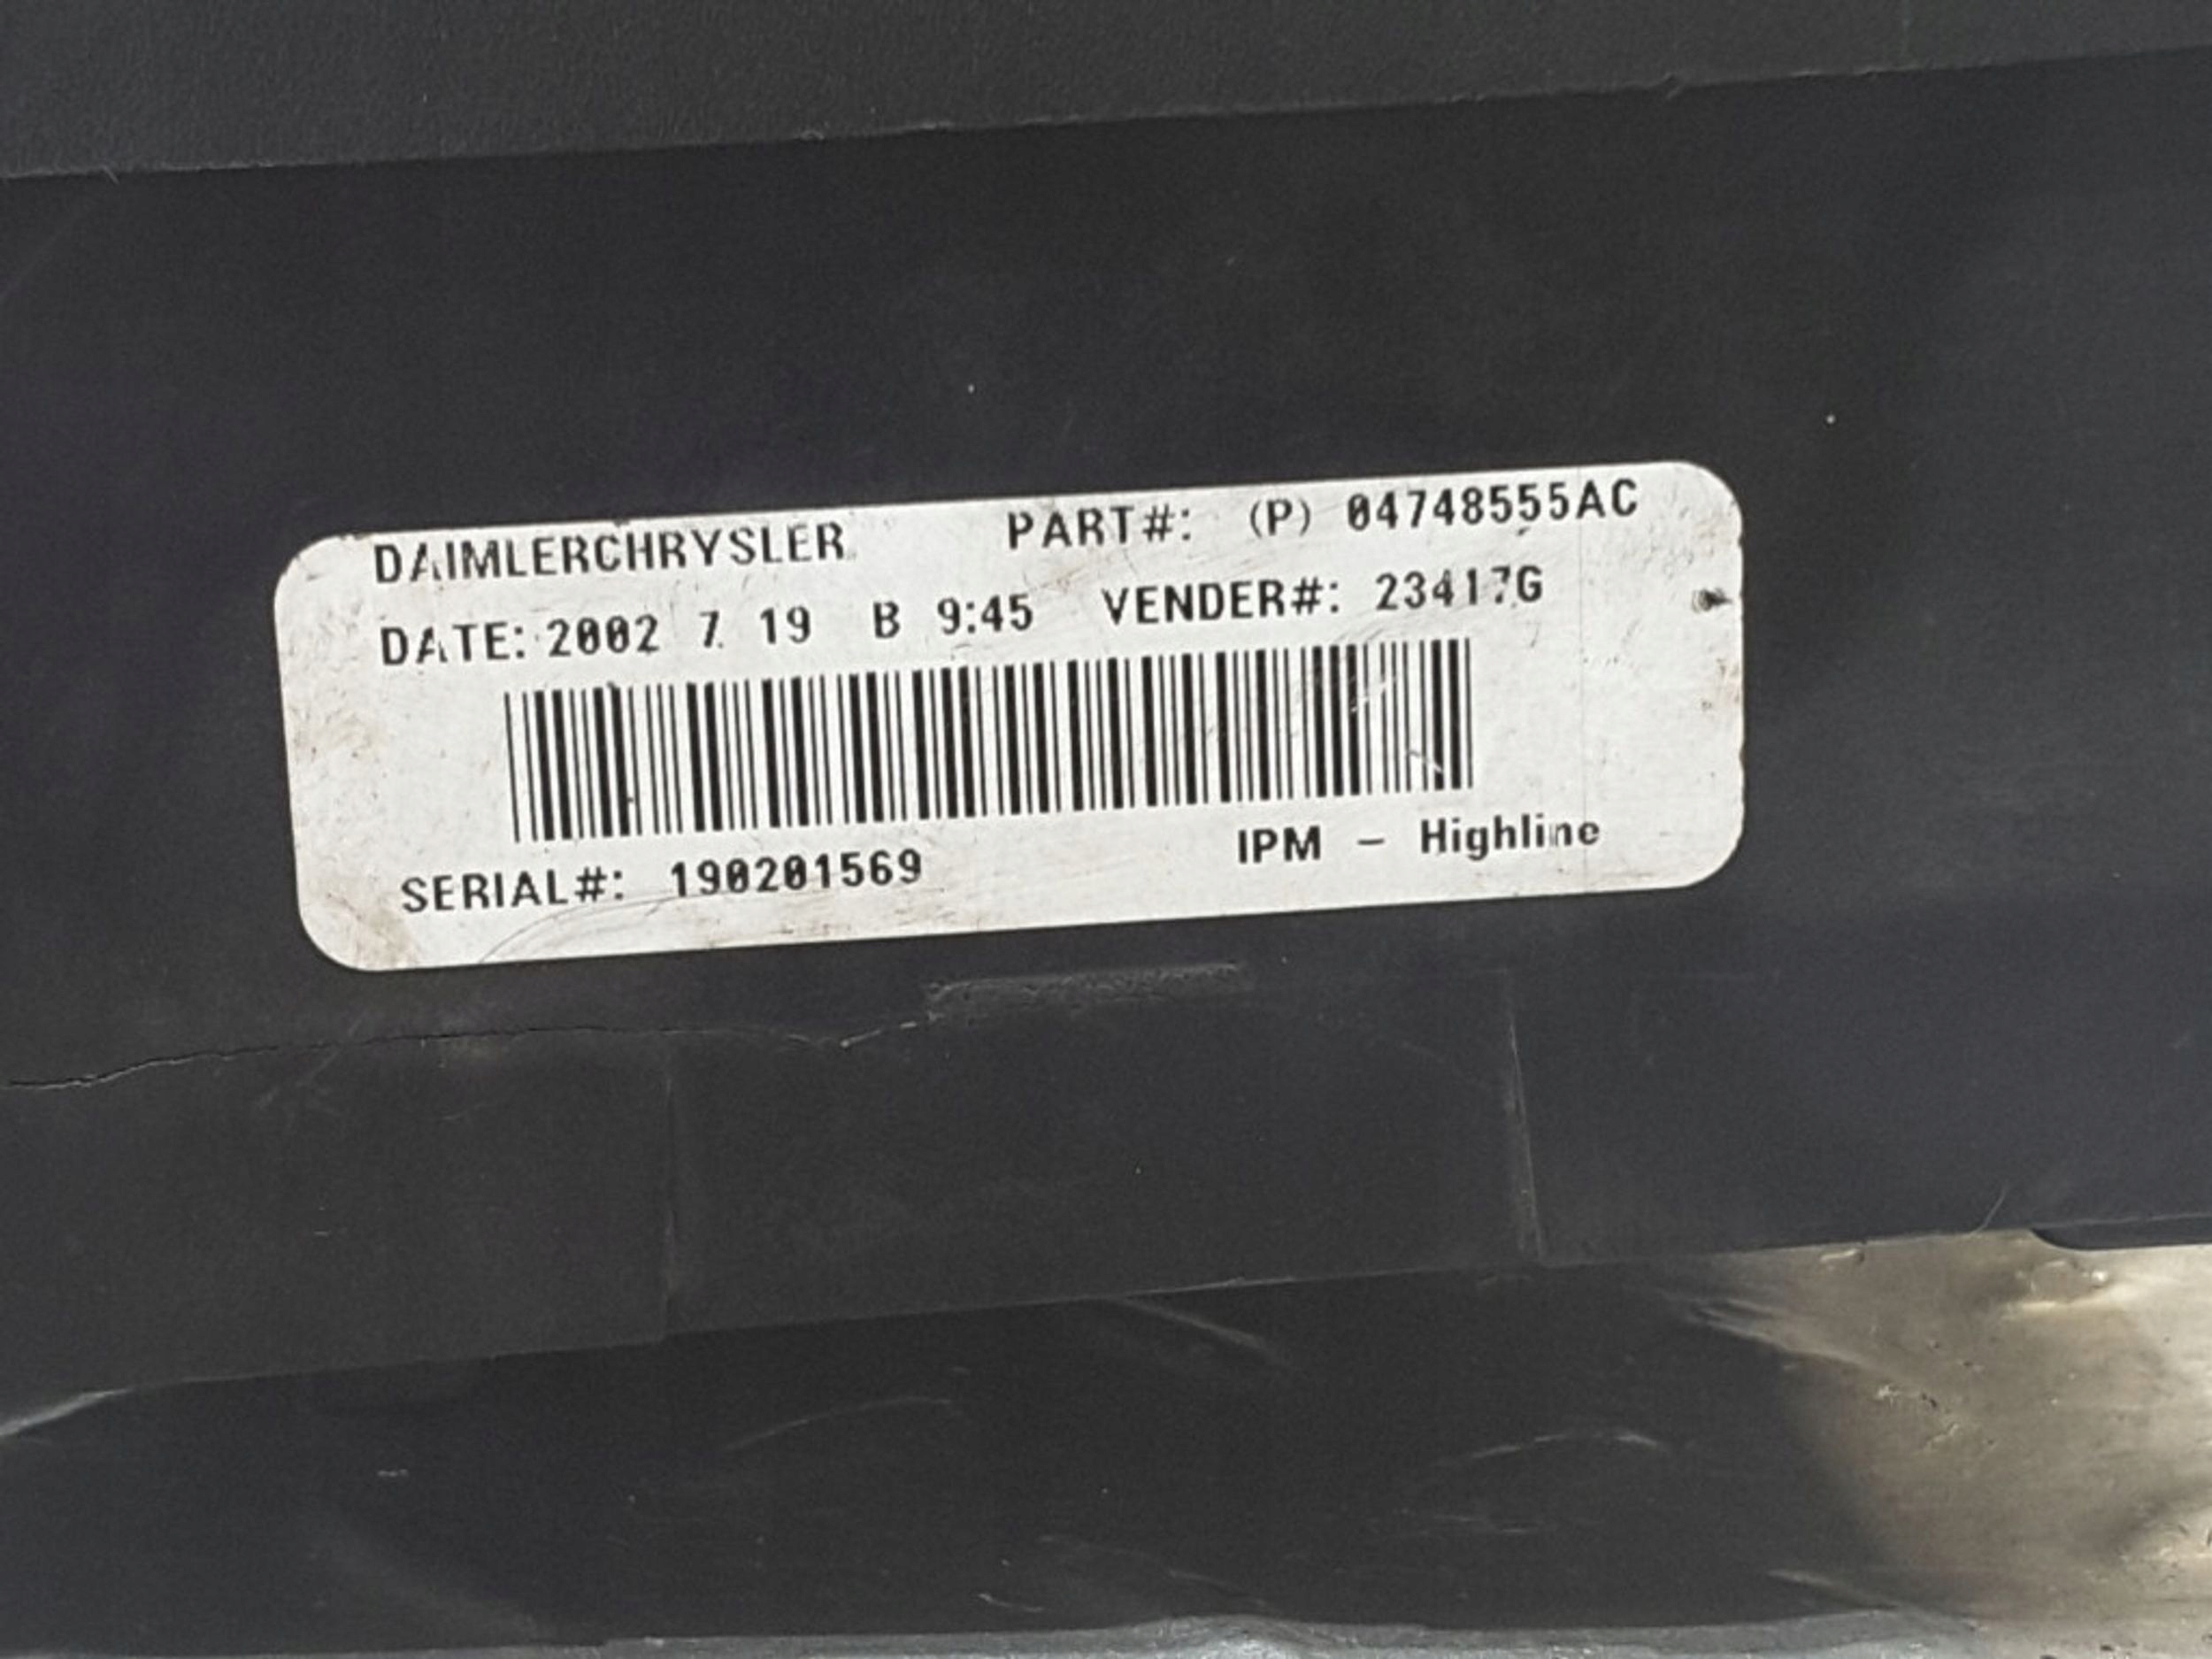 DAIMLERCHRYSLER PART#: (P) 04748555AC
DATE: 2002 7 19 B 9:45 VENDER#: 23417G
SERIAL#: 190201569 IPM - Highline